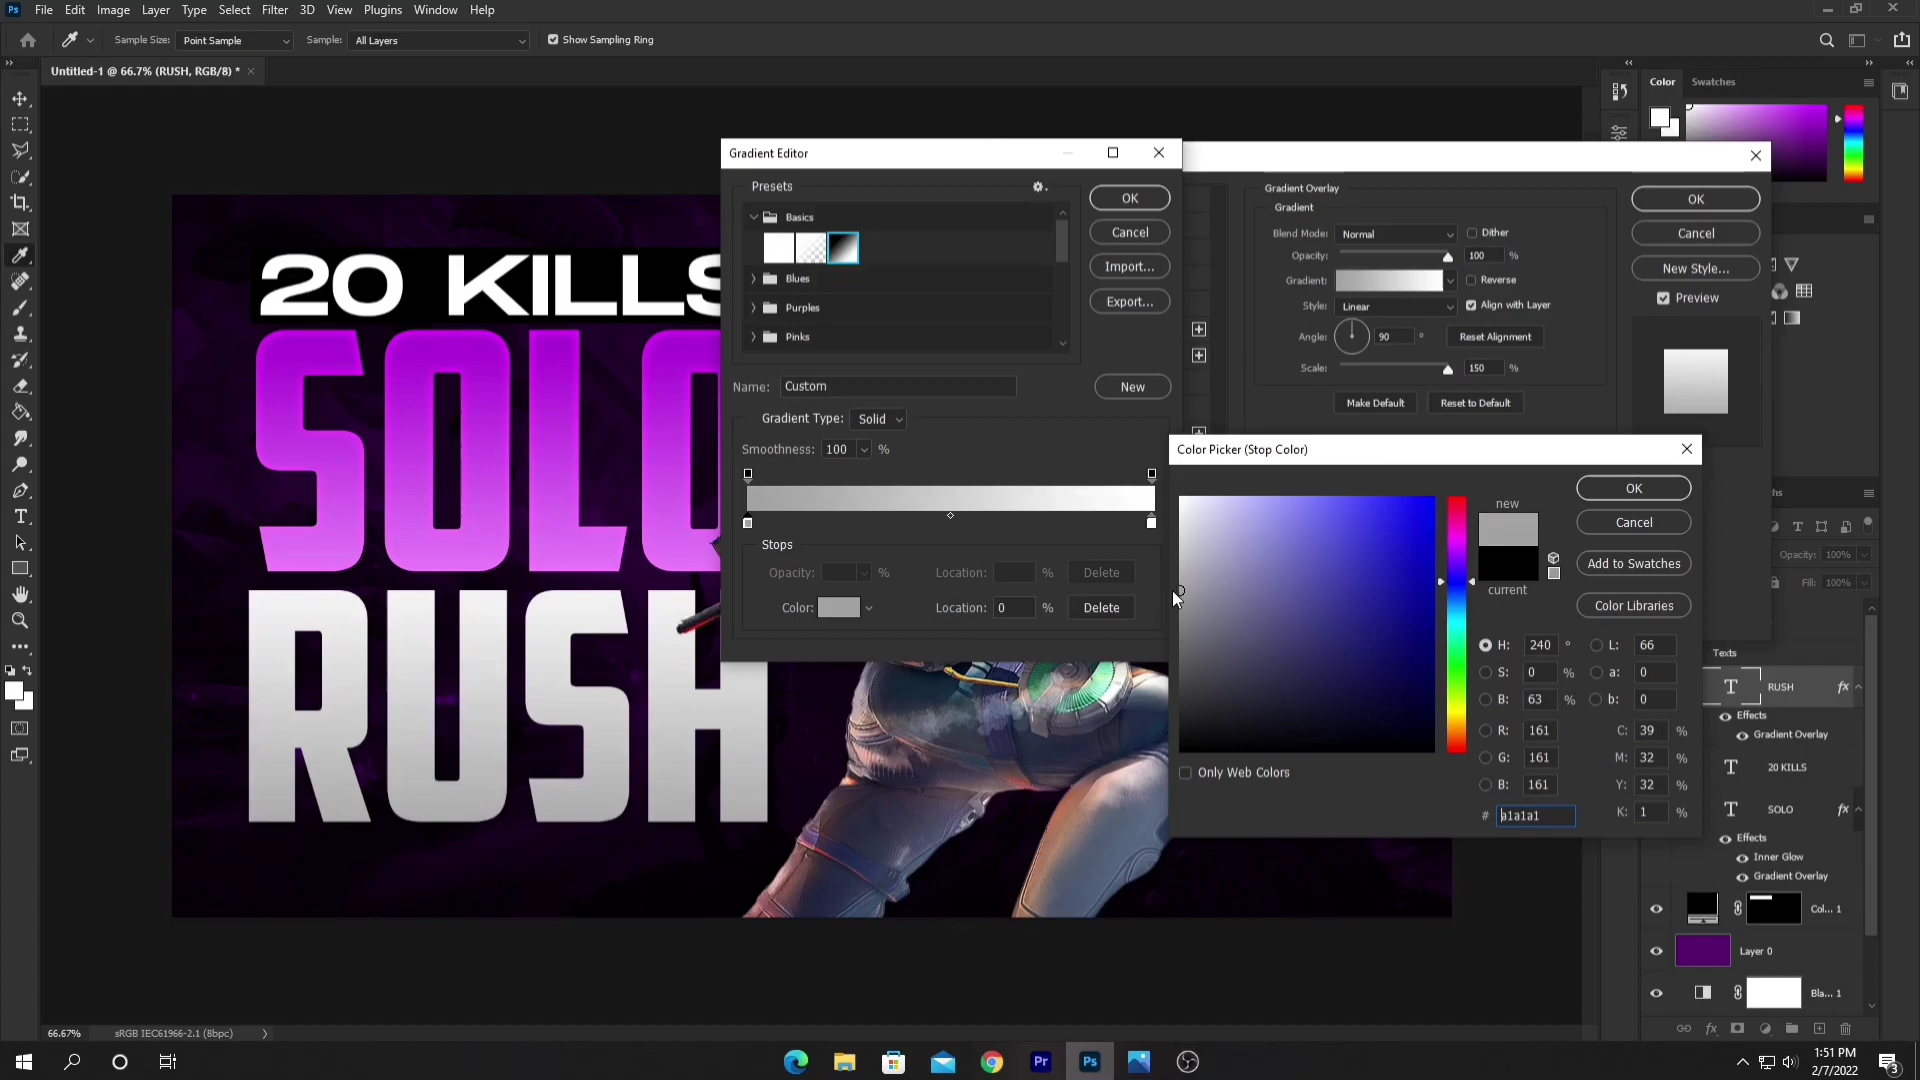 Ps File Edit Image Layer Type Select Filter 3D View Plugins Window Help
Sample Size: Point Sample Sample: All Layers Show Sampling Ring
Untitled-1 @ 66.7% (RUSH, RGB/8) *
Color Swatches
Gradient Editor
Presets
Basics
Blues
Purples
Pinks
OK
Cancel
Import...
Export...
Name: Custom
New
Gradient Type: Solid
Smoothness: 100 %
Stops
Opacity: % Location: % Delete
Color: Location: 0 % Delete
Gradient Overlay
Gradient
Blend Mode: Normal Dither
Opacity: 100 %
Gradient: Reverse
Style: Linear Align with Layer
Angle: 90 ° Reset Alignment
Scale: 150 %
Make Default Reset to Default
OK
Cancel
New Style...
Preview
Color Picker (Stop Color)
new
current
OK
Cancel
Add to Swatches
Color Libraries
H: 240 ° L: 66
S: 0 % a: 0
B: 63 % b: 0
R: 161 C: 39 %
G: 161 M: 32 %
B: 161 Y: 32 %
# a1a1a1 K: 1 %
Only Web Colors
20 KILLS
SOLO
RUSH
Opacity: 100%
Fill: 100%
Texts
T RUSH fx
Effects
Gradient Overlay
T 20 KILLS
T SOLO fx
Effects
Inner Glow
Gradient Overlay
Col... 1
Layer 0
Bla... 1
fx
66.67% sRGB IEC61966-2.1 (8bpc)
Pr
Ps
1:51 PM
2/7/2022
3